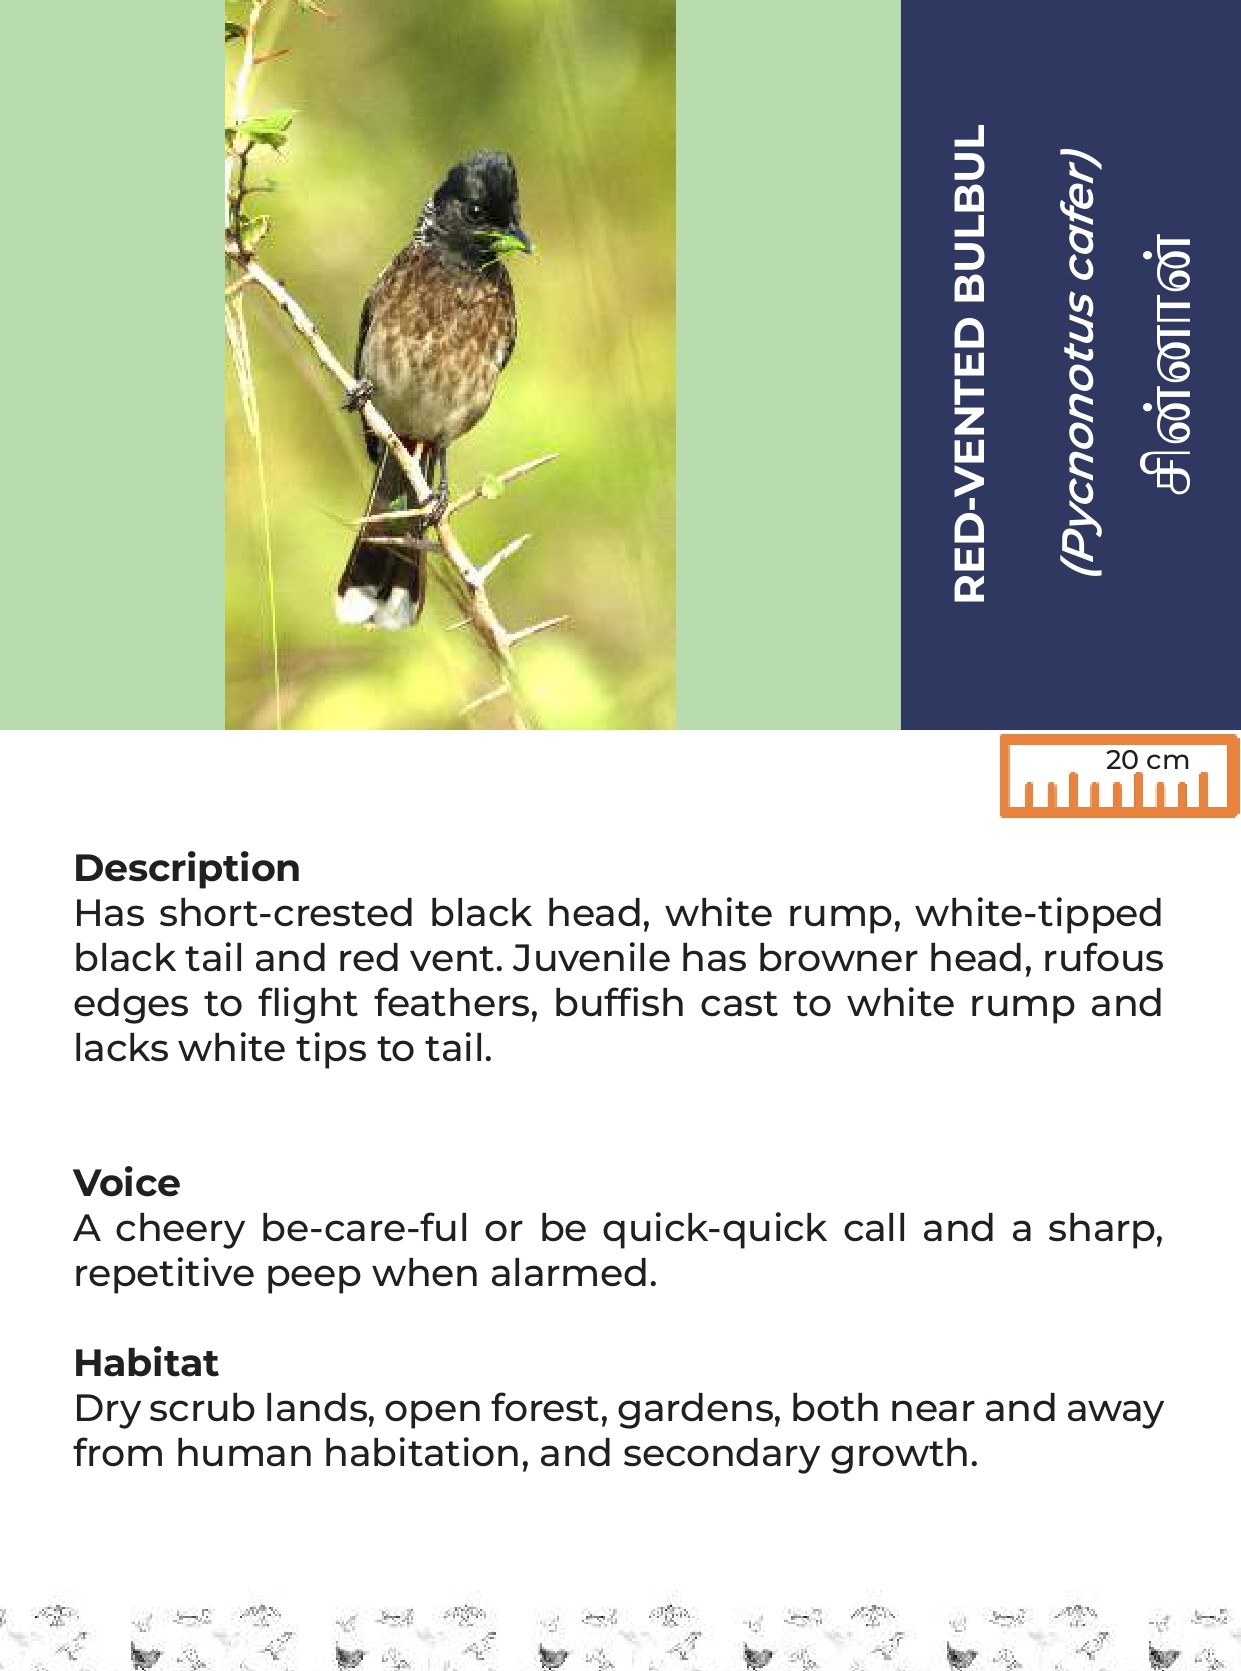 RED-VENTED BULBUL
(Pycnonotus cafer)
சின்னான்
20 cm
Description
Has short-crested black head, white rump, white-tipped
black tail and red vent. Juvenile has browner head, rufous
edges to flight feathers, buffish cast to white rump and
lacks white tips to tail.
Voice
A cheery be-care-ful or be quick-quick call and a sharp,
repetitive peep when alarmed.
Habitat
Dry scrub lands, open forest, gardens, both near and away
from human habitation, and secondary growth.